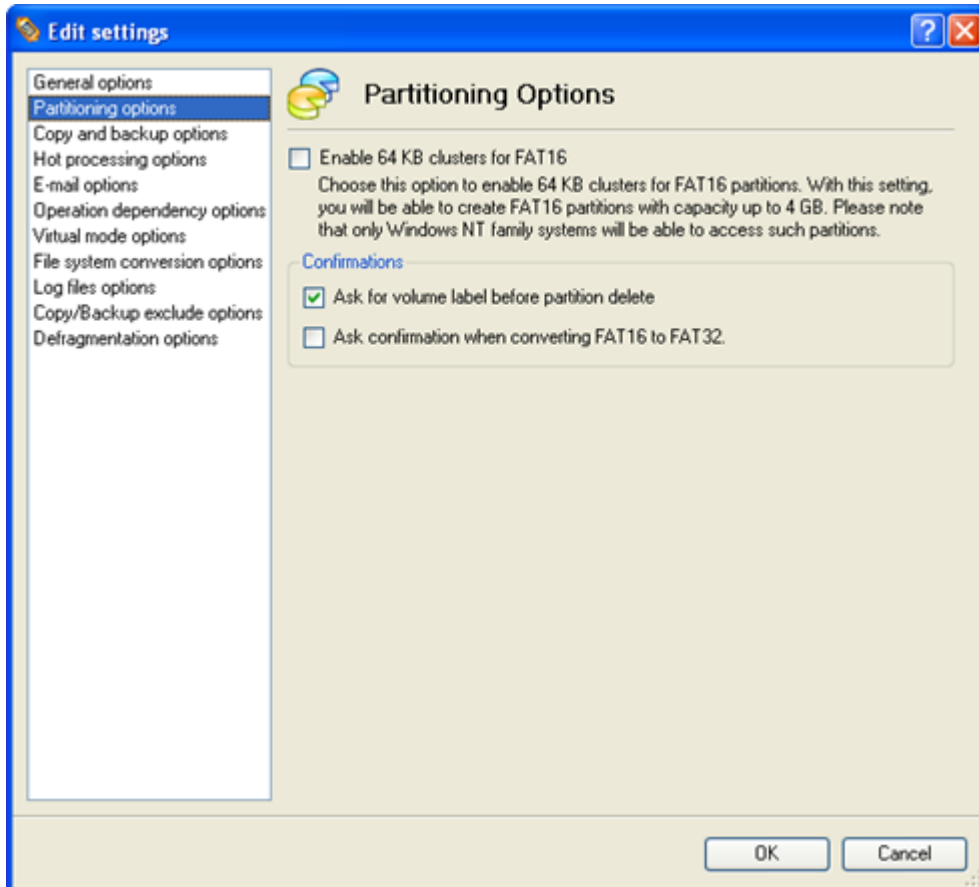 Edit settings
General options
Partitioning options
Copy and backup options
Hot processing options
E-mail options
Operation dependency options
Virtual mode options
File system conversion options
Log files options
Copy/Backup exclude options
Defragmentation options
Partitioning Options
Enable 64 KB clusters for FAT16
Choose this option to enable 64 KB clusters for FAT16 partitions. With this setting,
you will be able to create FAT16 partitions with capacity up to 4 GB. Please note
that only Windows NT family systems will be able to access such partitions.
Confirmations
Ask for volume label before partition delete
Ask confirmation when converting FAT16 to FAT32.
OK
Cancel